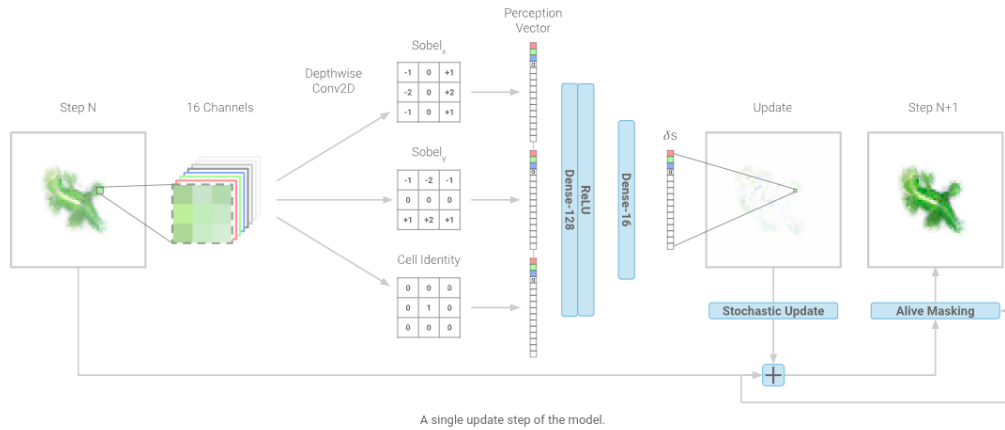 Perception
Vector
Sobelx
Depthwise
Conv2D
-1 0 +1
-2 0 +2
-1 0 +1
Step N
16 Channels
Sobely
-1 -2 -1
0 0 0
+1 +2 +1
Cell Identity
0 0 0
0 1 0
0 0 0
α
α
α
Dense-128
ReLU
Dense-16
δs
α
Update
Step N+1
Stochastic Update
Alive Masking
+
A single update step of the model.